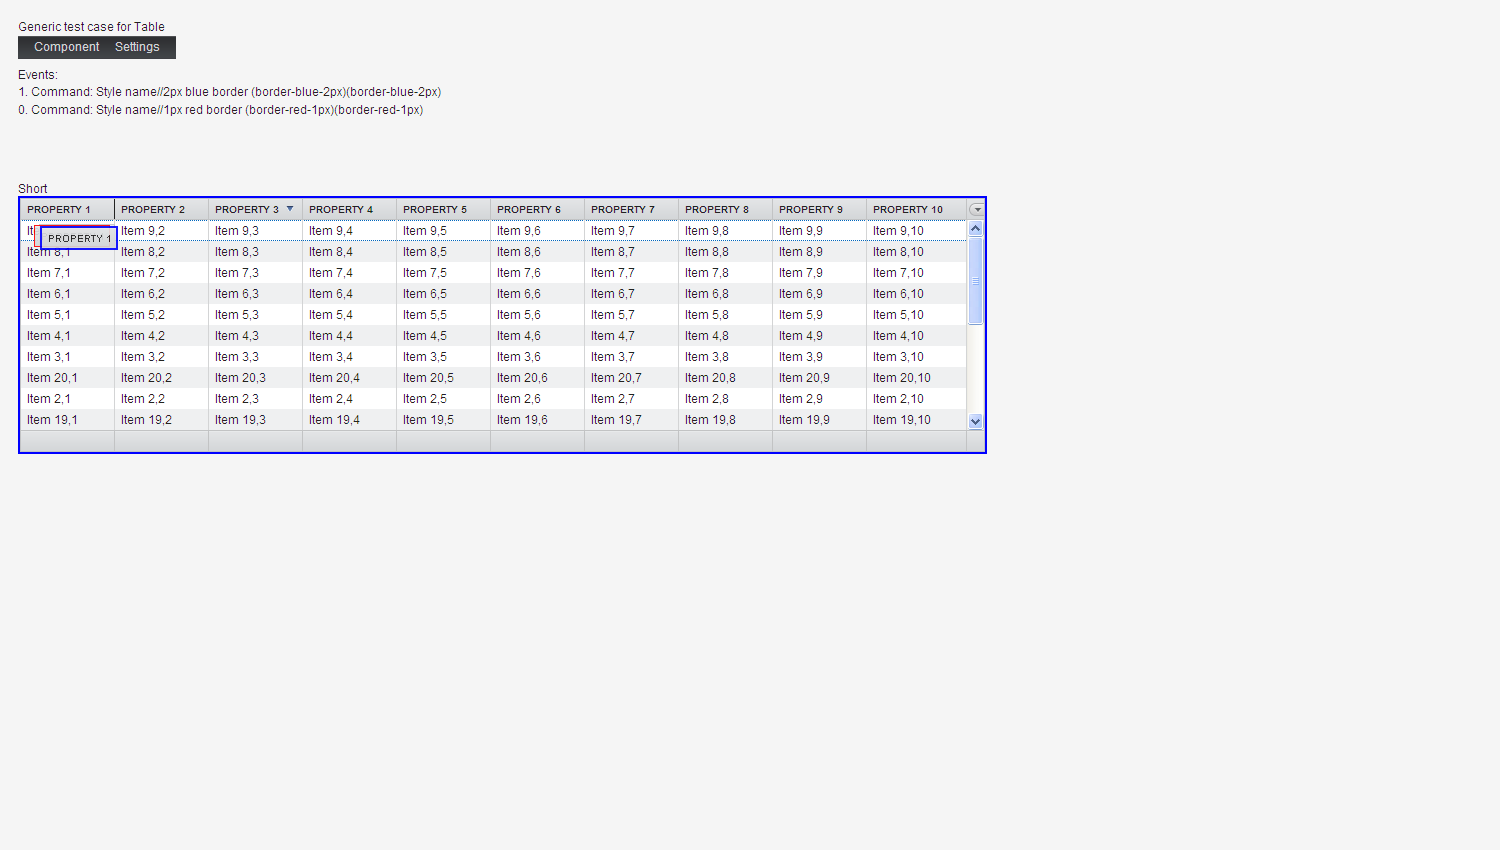 Generic test case for Table
Component Settings
Events:
1. Command: Style name//2px blue border (border-blue-2px)(border-blue-2px)
0. Command: Style name//1px red border (border-red-1px)(border-red-1px)
Short
PROPERTY 1 PROPERTY 2 PROPERTY 3 PROPERTY 4 PROPERTY 5 PROPERTY 6 PROPERTY 7 PROPERTY 8 PROPERTY 9 PROPERTY 10
Item 9,2 Item 9,3 Item 9,4 Item 9,5 Item 9,6 Item 9,7 Item 9,8 Item 9,9 Item 9,10
PROPERTY 1
Item 8,1 Item 8,2 Item 8,3 Item 8,4 Item 8,5 Item 8,6 Item 8,7 Item 8,8 Item 8,9 Item 8,10
Item 7,1 Item 7,2 Item 7,3 Item 7,4 Item 7,5 Item 7,6 Item 7,7 Item 7,8 Item 7,9 Item 7,10
Item 6,1 Item 6,2 Item 6,3 Item 6,4 Item 6,5 Item 6,6 Item 6,7 Item 6,8 Item 6,9 Item 6,10
Item 5,1 Item 5,2 Item 5,3 Item 5,4 Item 5,5 Item 5,6 Item 5,7 Item 5,8 Item 5,9 Item 5,10
Item 4,1 Item 4,2 Item 4,3 Item 4,4 Item 4,5 Item 4,6 Item 4,7 Item 4,8 Item 4,9 Item 4,10
Item 3,1 Item 3,2 Item 3,3 Item 3,4 Item 3,5 Item 3,6 Item 3,7 Item 3,8 Item 3,9 Item 3,10
Item 20,1 Item 20,2 Item 20,3 Item 20,4 Item 20,5 Item 20,6 Item 20,7 Item 20,8 Item 20,9 Item 20,10
Item 2,1 Item 2,2 Item 2,3 Item 2,4 Item 2,5 Item 2,6 Item 2,7 Item 2,8 Item 2,9 Item 2,10
Item 19,1 Item 19,2 Item 19,3 Item 19,4 Item 19,5 Item 19,6 Item 19,7 Item 19,8 Item 19,9 Item 19,10